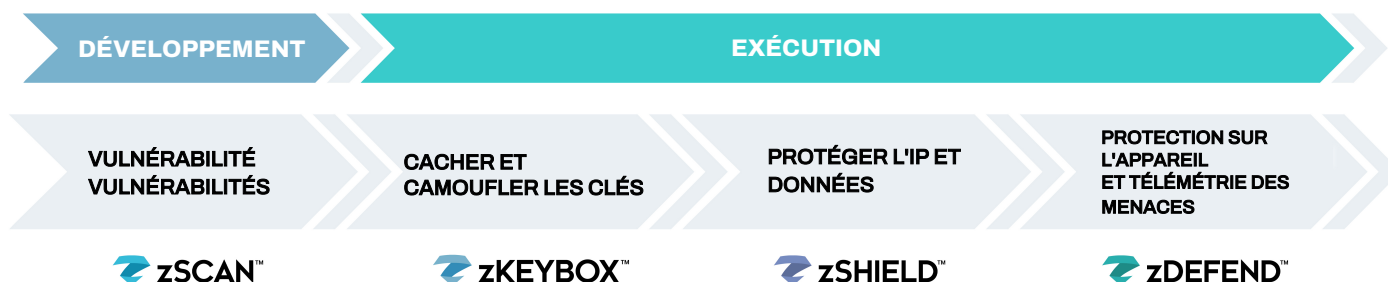 DÉVELOPPEMENT
EXÉCUTION
VULNÉRABILITÉ
VULNÉRABILITÉS
CACHER ET
CAMOUFLER LES CLÉS
PROTÉGER L'IP ET
DONNÉES
PROTECTION SUR
L'APPAREIL
ET TÉLÉMÉTRIE DES
MENACES
zSCAN™
zKEYBOX™
zSHIELD™
zDEFEND™